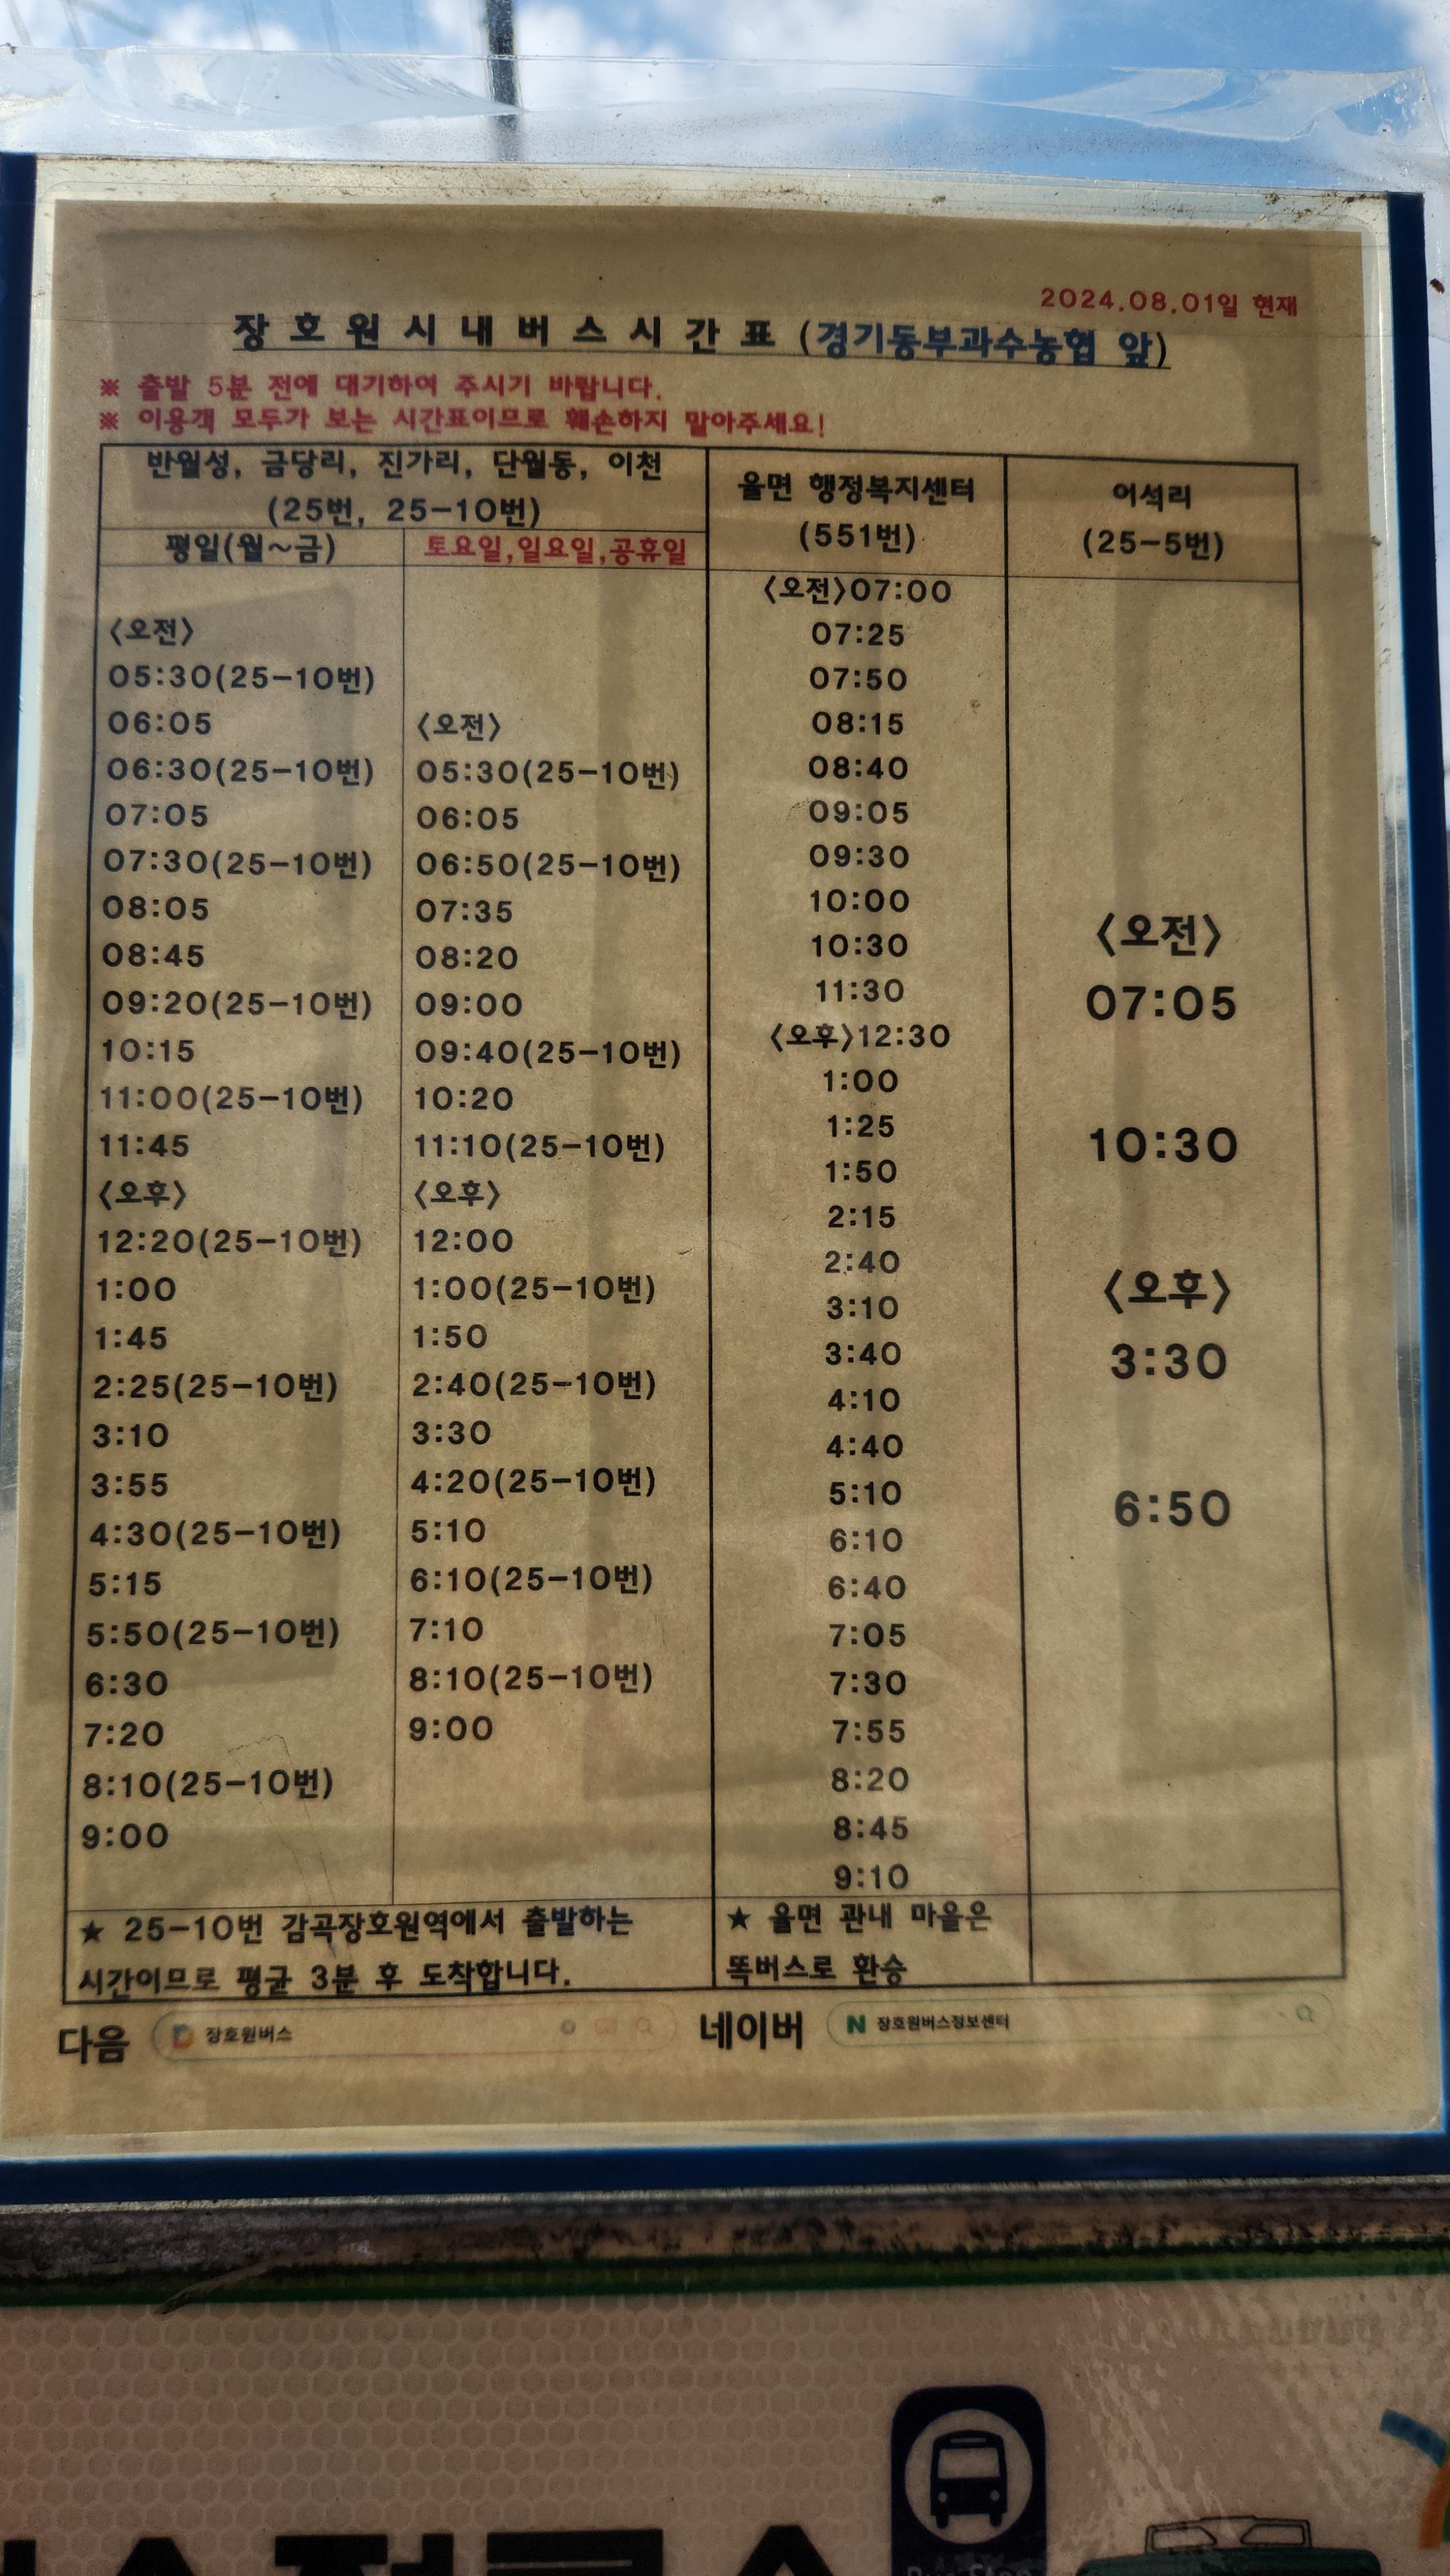 2024.08.01일 현재
장 호 원 시 내 버 스 시 간 표 (경기동부과수농협 앞)
※ 출발 5분 전에 대기하여 주시기 바랍니다.
※ 이용객 모두가 보는 시간표이므로 훼손하지 말아주세요!
반월성, 금당리, 진가리, 단월동, 이천
(25번, 25-10번)
평일(월~금)
〈오전〉
05:30(25-10번)
06:05
06:30(25-10번)
07:05
07:30(25-10번)
08:05
08:45
09:20(25-10번)
10:15
11:00(25-10번)
11:45
〈오후〉
12:20(25-10번)
1:00
1:45
2:25(25-10번)
3:10
3:55
4:30(25-10번)
5:15
5:50(25-10번)
6:30
7:20
8:10(25-10번)
9:00
토요일,일요일,공휴일
〈오전〉
05:30(25-10번)
06:05
06:50(25-10번)
07:35
08:20
09:00
09:40(25-10번)
10:20
11:10(25-10번)
〈오후〉
12:00
1:00(25-10번)
1:50
2:40(25-10번)
3:30
4:20(25-10번)
5:10
6:10(25-10번)
7:10
8:10(25-10번)
9:00
★ 25-10번 감곡장호원역에서 출발하는
시간이므로 평균 3분 후 도착합니다.
율면 행정복지센터
(551번)
〈오전〉07:00
07:25
07:50
08:15
08:40
09:05
09:30
10:00
10:30
11:30
〈오후〉12:30
1:00
1:25
1:50
2:15
2:40
3:10
3:40
4:10
4:40
5:10
6:10
6:40
7:05
7:30
7:55
8:20
8:45
9:10
★ 율면 관내 마을은
똑버스로 환승
어석리
(25-5번)
〈오전〉
07:05
10:30
〈오후〉
3:30
6:50
다음 장호원버스
네이버 N 장호원버스정보센터